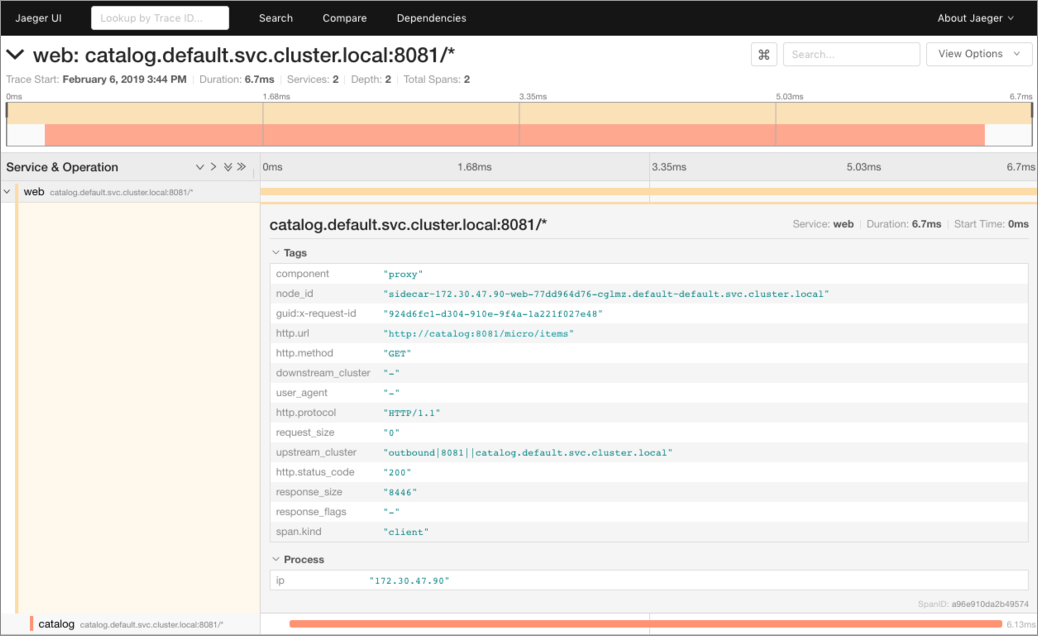 Jaeger UI Lookup by Trace ID... Search Compare Dependencies About Jaeger
web: catalog.default.svc.cluster.local:8081/* ⌘ Search... View Options
Trace Start: February 6, 2019 3:44 PM Duration: 6.7ms Services: 2 Depth: 2 Total Spans: 2
0ms 1.68ms 3.35ms 5.03ms 6.7ms
Service & Operation 0ms 1.68ms 3.35ms 5.03ms 6.7ms
web catalog.default.svc.cluster.local:8081/*
catalog.default.svc.cluster.local:8081/* Service: web Duration: 6.7ms Start Time: 0ms
Tags
component "proxy"
node_id "sidecar~172.30.47.90~web-77dd964d76-cglmz.default~default.svc.cluster.local"
guid:x-request-id "924d6fc1-d304-910e-9f4a-1a221f027e48"
http.url "http://catalog:8081/micro/items"
http.method "GET"
downstream_cluster "-"
user_agent "-"
http.protocol "HTTP/1.1"
request_size "0"
upstream_cluster "outbound|8081||catalog.default.svc.cluster.local"
http.status_code "200"
response_size "8446"
response_flags "-"
span.kind "client"
Process
ip "172.30.47.90"
SpanID: a96e910da2b49574
catalog catalog.default.svc.cluster.local:8081/* 6.13ms